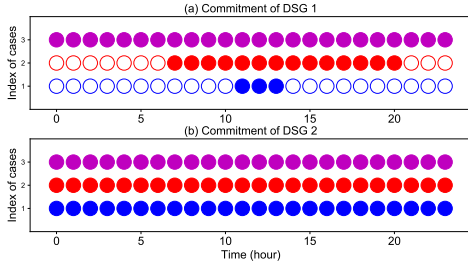 (a) Commitment of DSG 1
Index of cases
3
2
1
0 5 10 15 20
(b) Commitment of DSG 2
Index of cases
3
2
1
0 5 10 15 20
Time (hour)